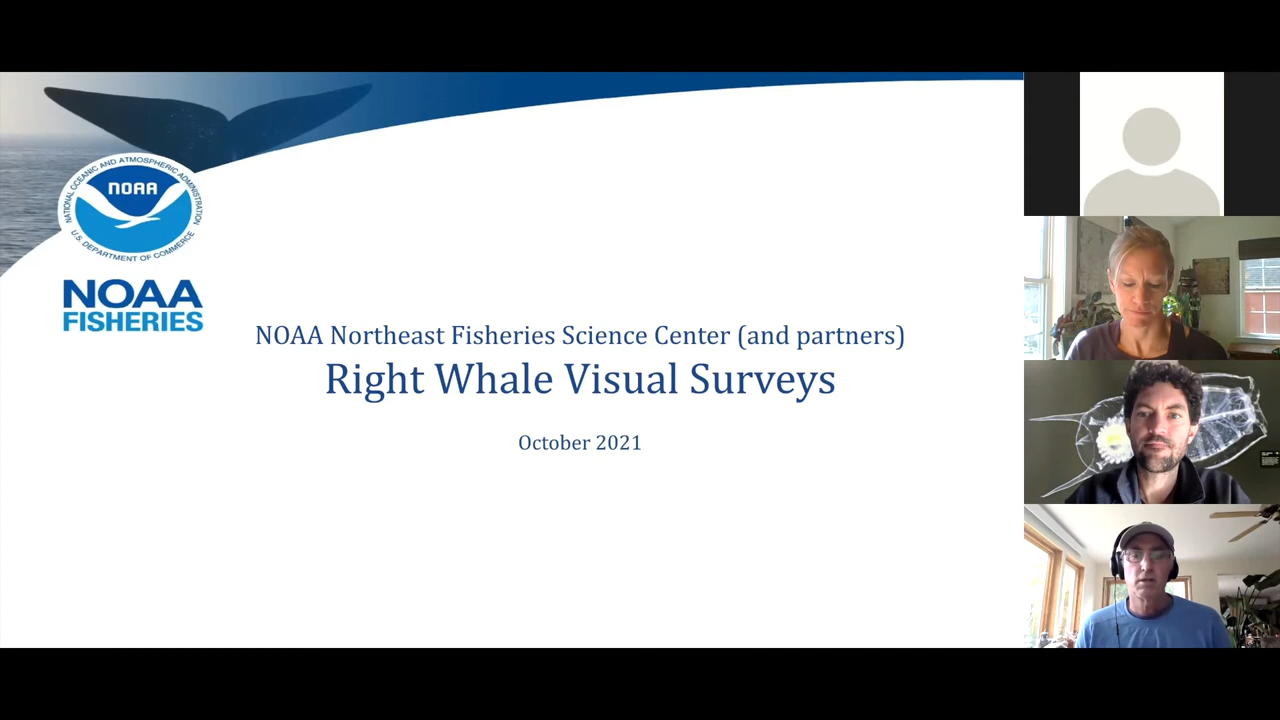 NATIONAL OCEANIC AND ATMOSPHERIC ADMINISTRATION
NOAA
U.S. DEPARTMENT OF COMMERCE
NOAA
FISHERIES
NOAA Northeast Fisheries Science Center (and partners)
Right Whale Visual Surveys
October 2021